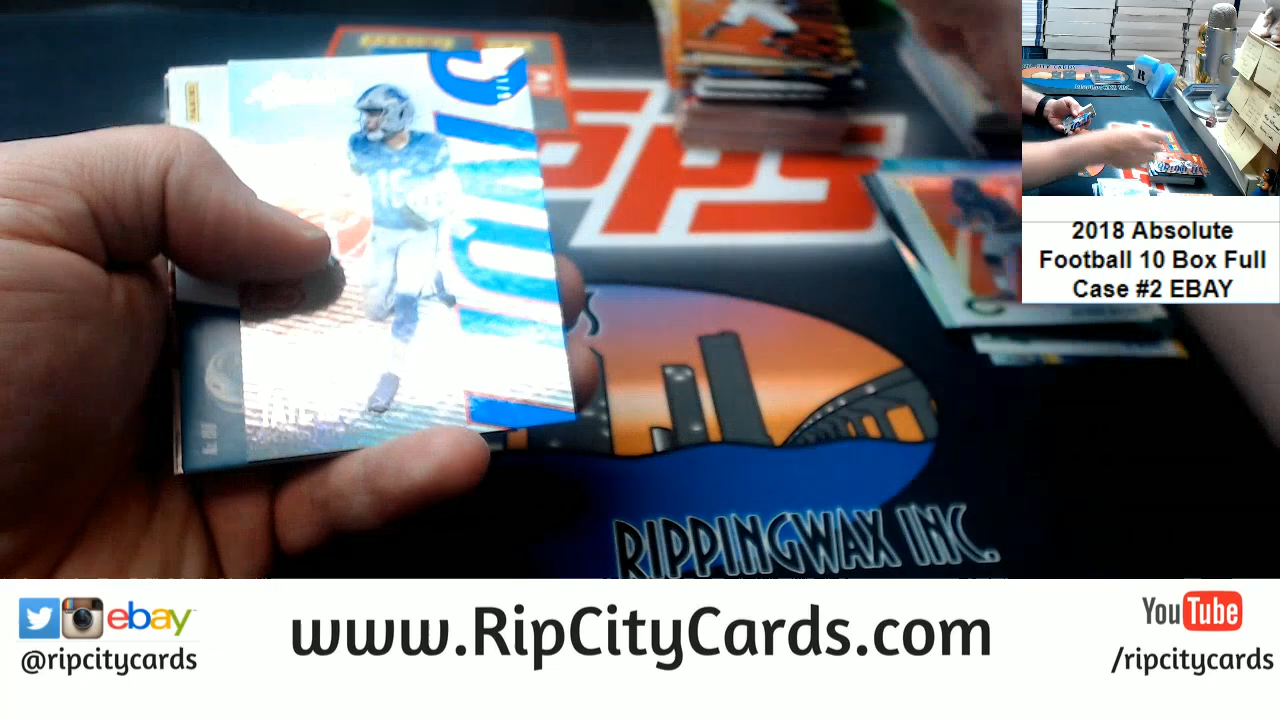 2018 Absolute
Football 10 Box Full
Case #2 EBAY
RIPPINGWAX INC.
ebay
@ripcitycards
www.RipCityCards.com
YouTube
/ripcitycards